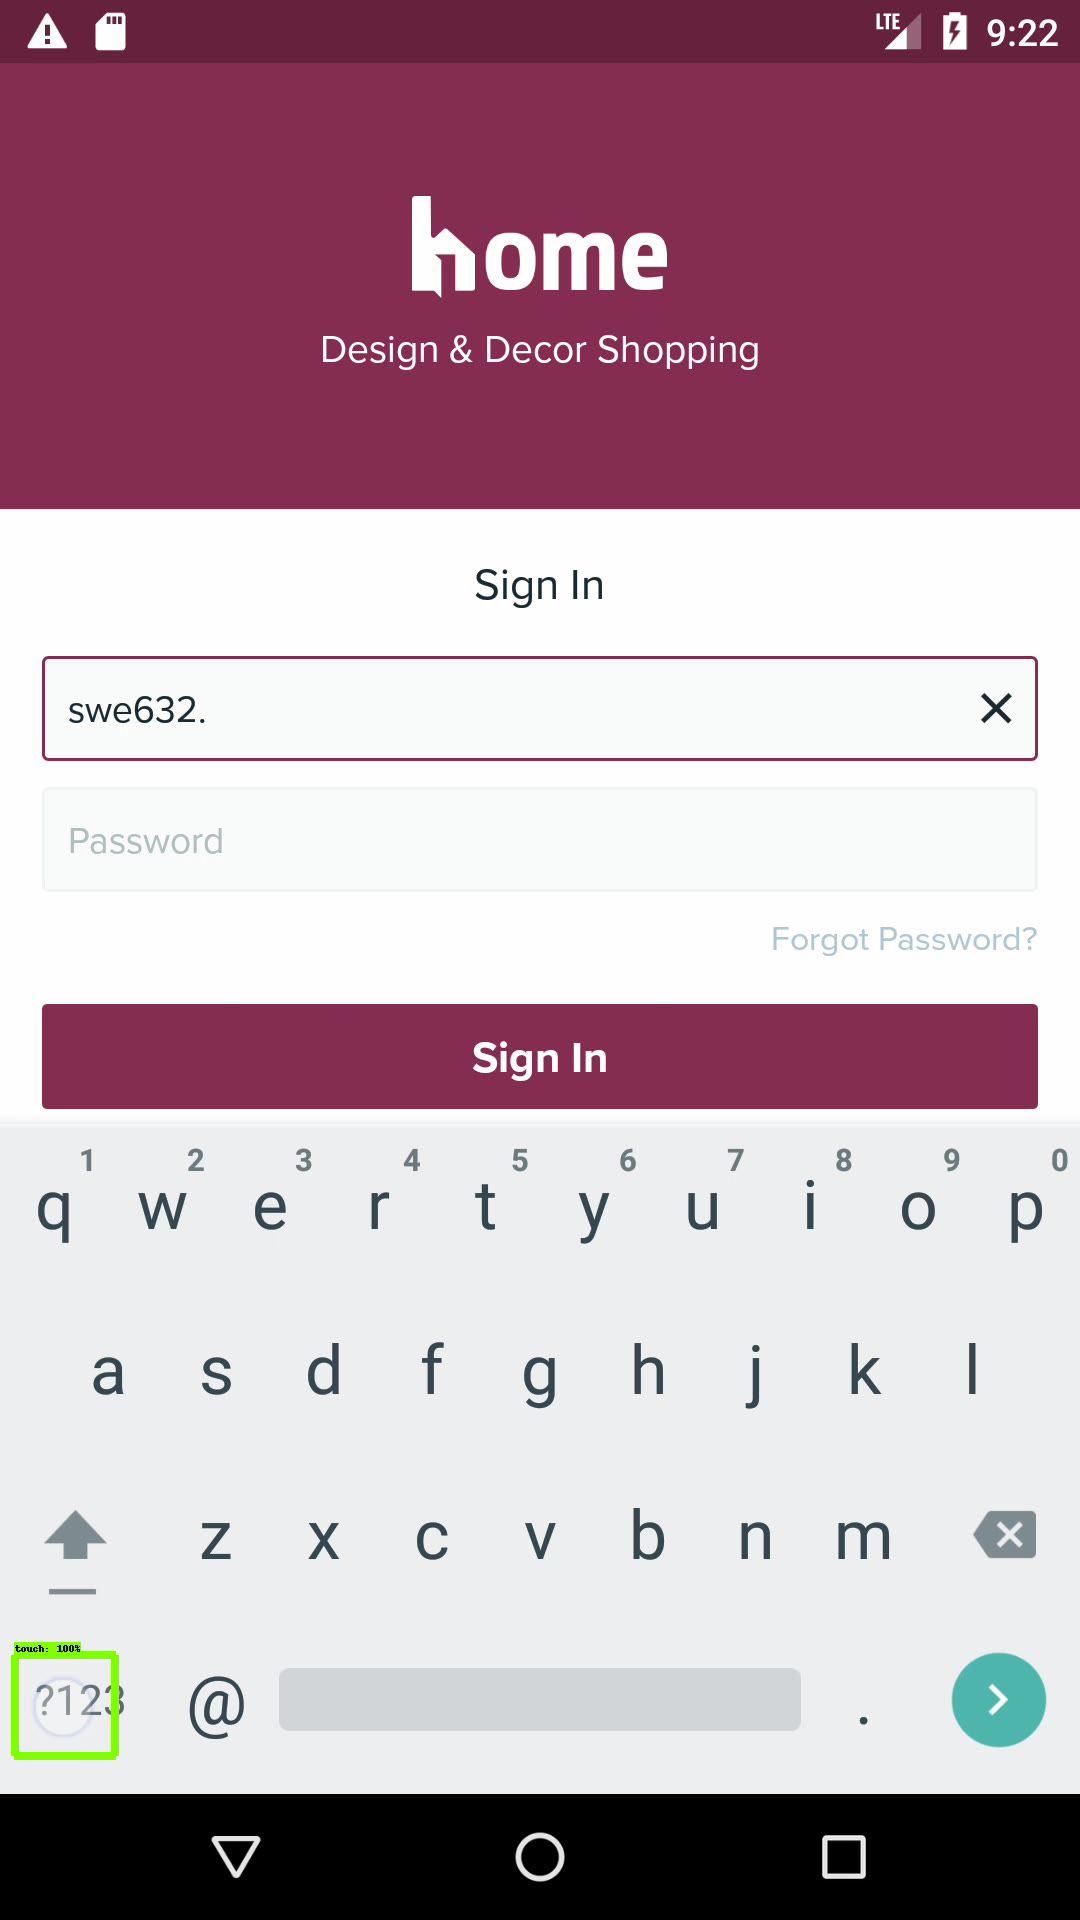 LTE 9:22
home
Design & Decor Shopping
Sign In
swe632.
Password
Forgot Password?
Sign In
1 2 3 4 5 6 7 8 9 0
q w e r t y u i o p
a s d f g h j k l
z x c v b n m
touch: 100%
?123 @ .